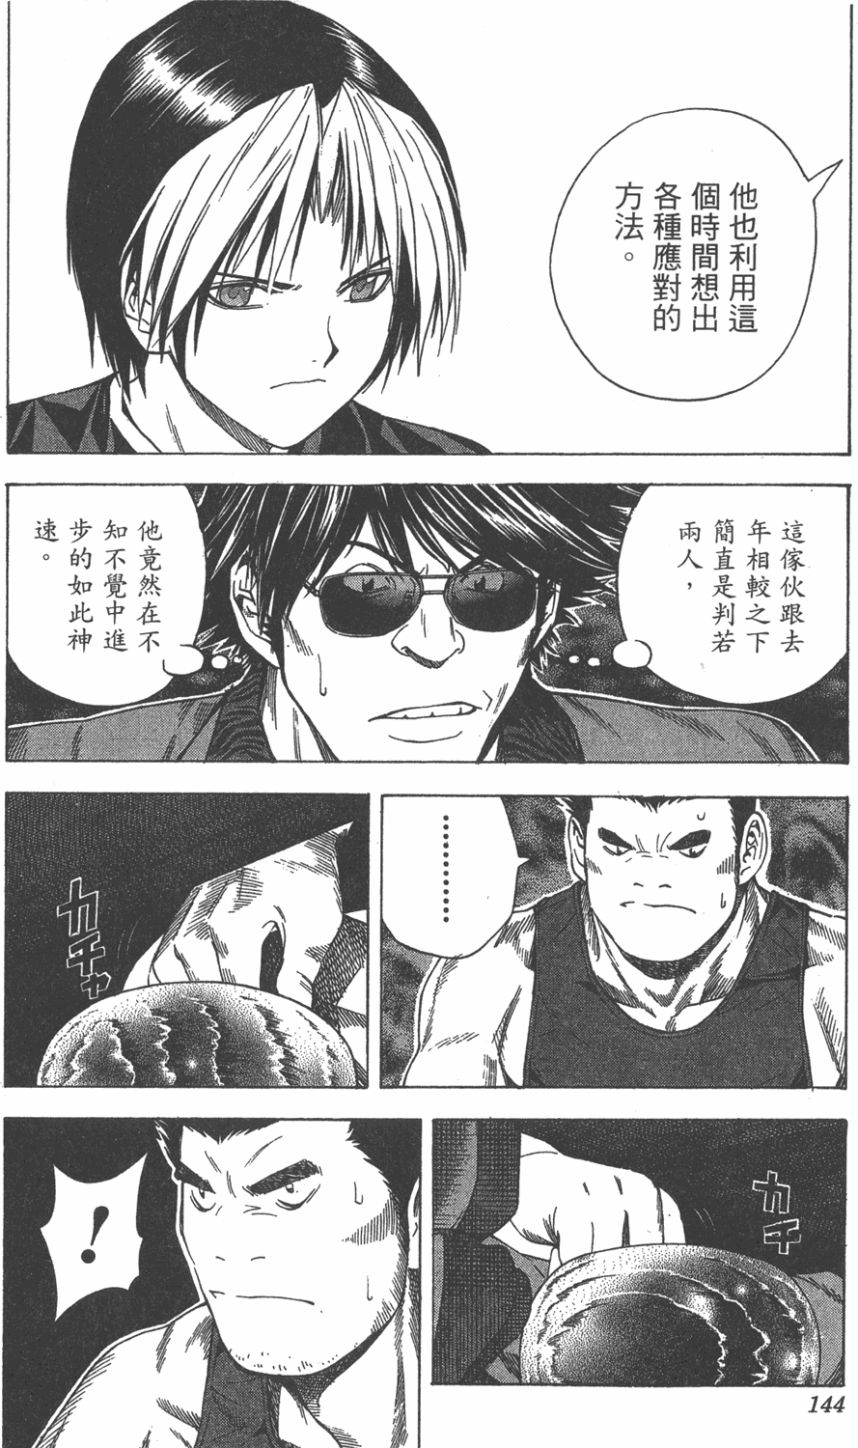 他也利用這
個時間想出
各種應對的
方法。
這傢伙跟去
年相較之下
簡直是判若
兩人，
他竟然在不
知不覺中進
步的如此神
速。
………
カチャ
カチ
！
144